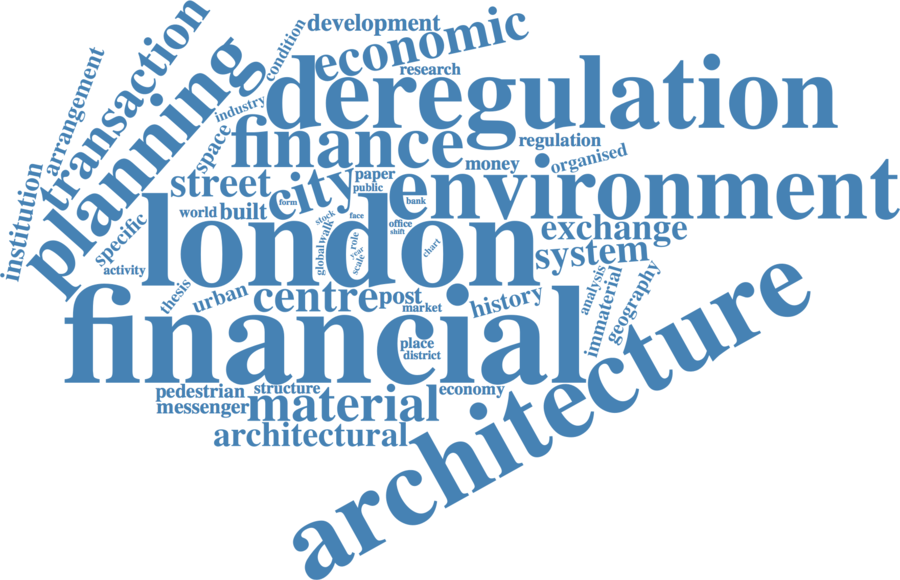 development
economic
condition
transaction
research
deregulation
planning
arrangement
industry
finance
regulation
space
money
organised
institution
street
city
paper
public
environment
form
bank
world
built
specific
stock
face
office
shift
walk
role
global
year
scale
chart
london
exchange
system
activity
thesis
urban
centre
post
market
history
analysis
immaterial
geography
financial
place
district
architecture
pedestrian
structure
economy
messenger
material
architectural